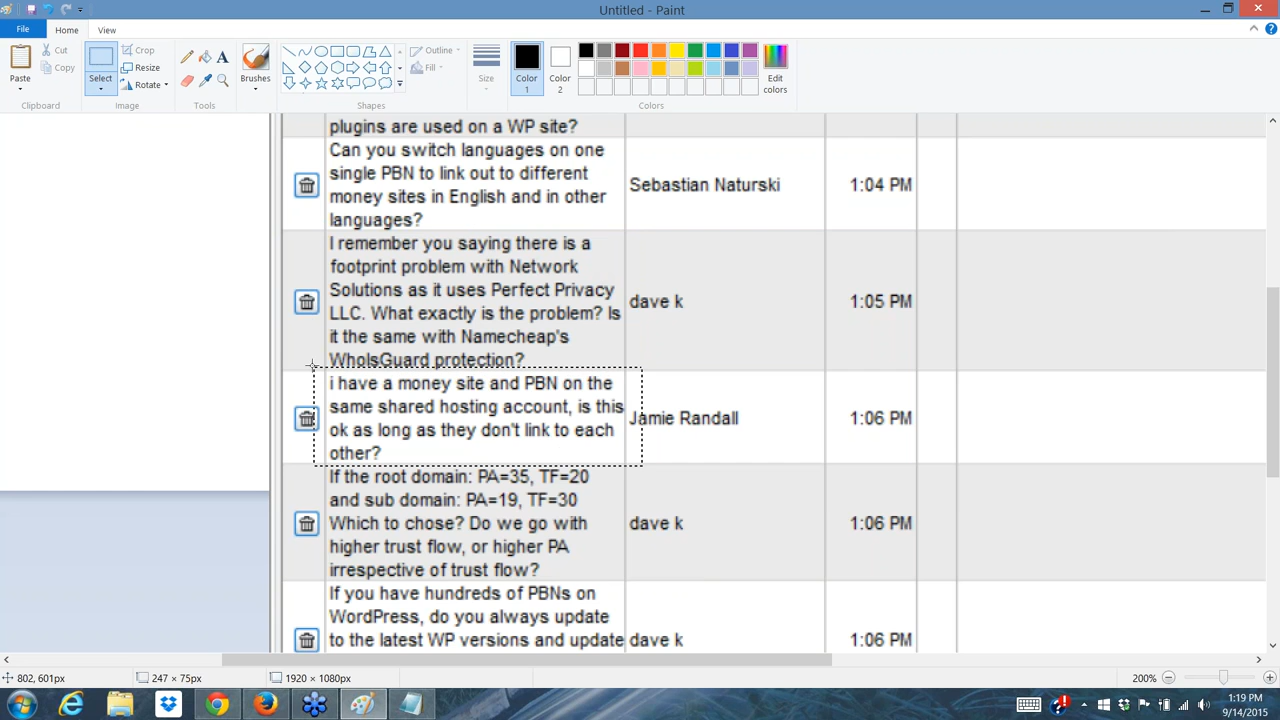 Untitled - Paint
File
Home
View
Paste
Cut
Copy
Clipboard
Select
Crop
Resize
Rotate
Image
A
Tools
Brushes
Outline
Fill
Shapes
Size
Color 1
Color 2
Edit colors
Colors
plugins are used on a WP site?
Can you switch languages on one
single PBN to link out to different
money sites in English and in other
languages?
Sebastian Naturski
1:04 PM
I remember you saying there is a
footprint problem with Network
Solutions as it uses Perfect Privacy
LLC. What exactly is the problem? Is
it the same with Namecheap's
WhoIsGuard protection?
dave k
1:05 PM
i have a money site and PBN on the
same shared hosting account, is this
ok as long as they don't link to each
other?
Jamie Randall
1:06 PM
If the root domain: PA=35, TF=20
and sub domain: PA=19, TF=30
Which to chose? Do we go with
higher trust flow, or higher PA
irrespective of trust flow?
dave k
1:06 PM
If you have hundreds of PBNs on
WordPress, do you always update
to the latest WP versions and update
dave k
1:06 PM
802, 601px
247 × 75px
1920 × 1080px
200%
1:19 PM
9/14/2015